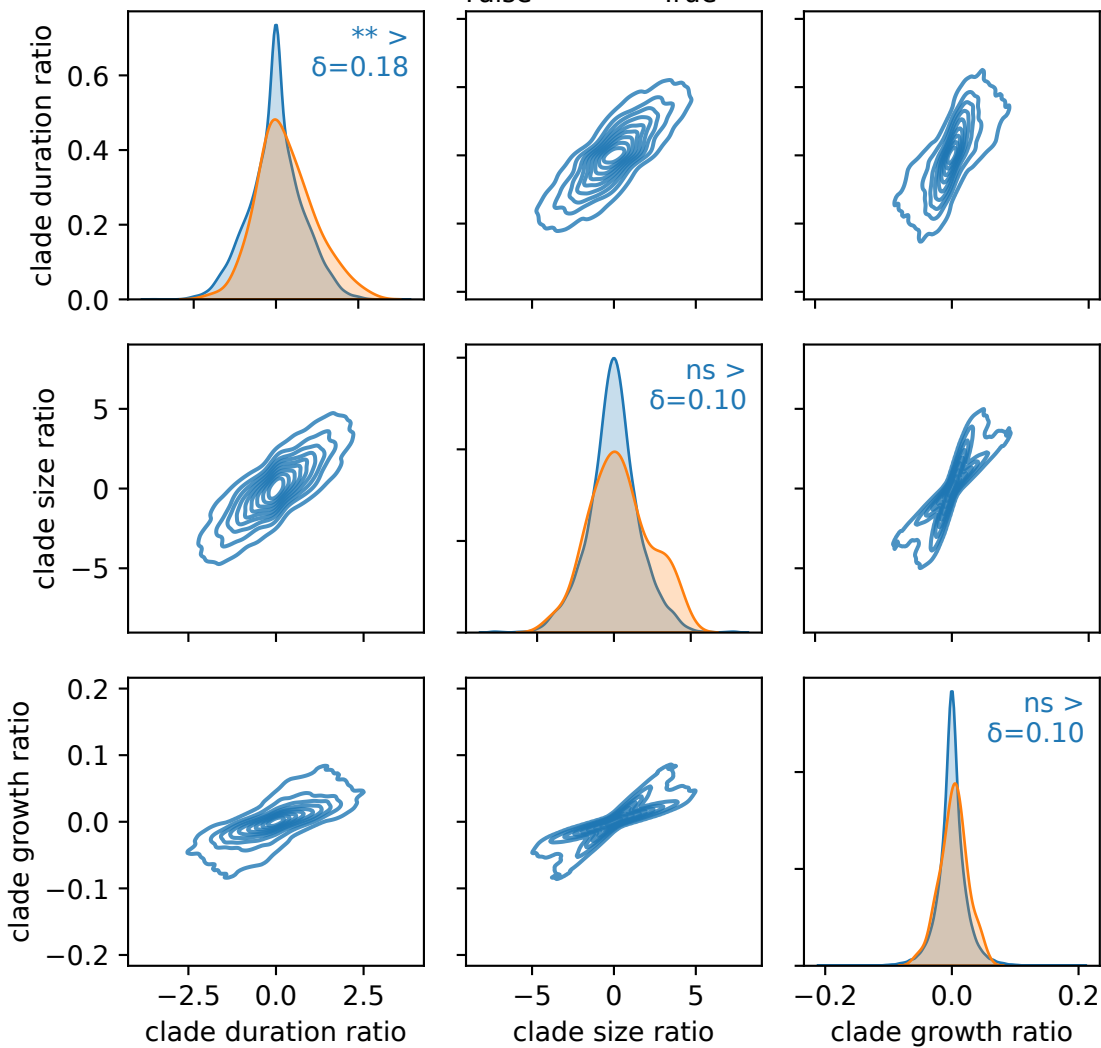 ** >
δ=0.18
clade duration ratio
0.6
0.4
0.2
0.0
ns >
δ=0.10
clade size ratio
5
0
−5
ns >
δ=0.10
clade growth ratio
0.2
0.1
0.0
−0.1
−0.2
−2.5 0.0 2.5
−5 0 5
−0.2 0.0 0.2
clade duration ratio
clade size ratio
clade growth ratio